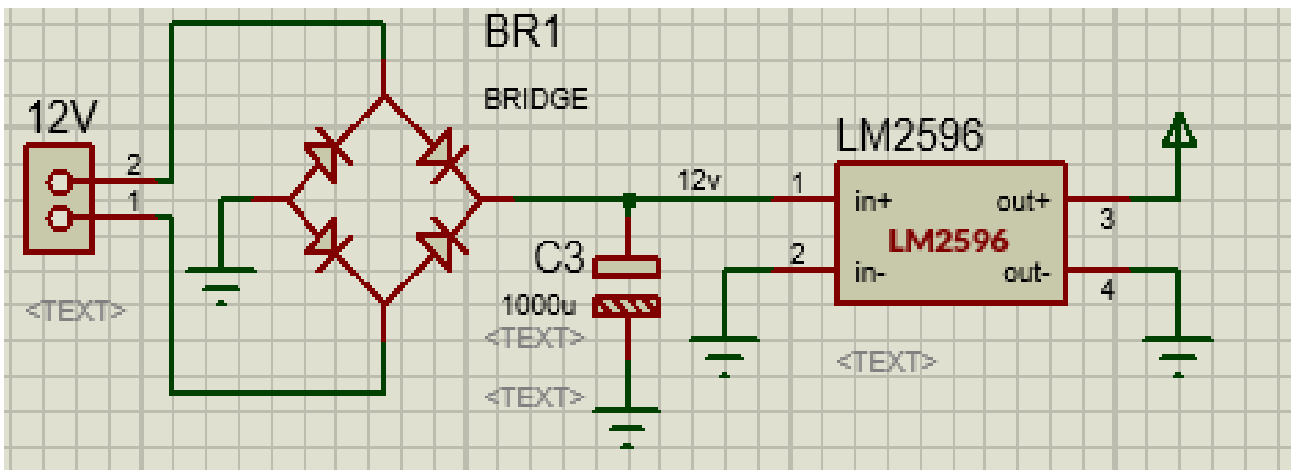 BR1
BRIDGE
12V
2
1
<TEXT>
12v
C3
1000u
<TEXT>
<TEXT>
LM2596
1
in+
out+
3
LM2596
2
in-
out-
4
<TEXT>